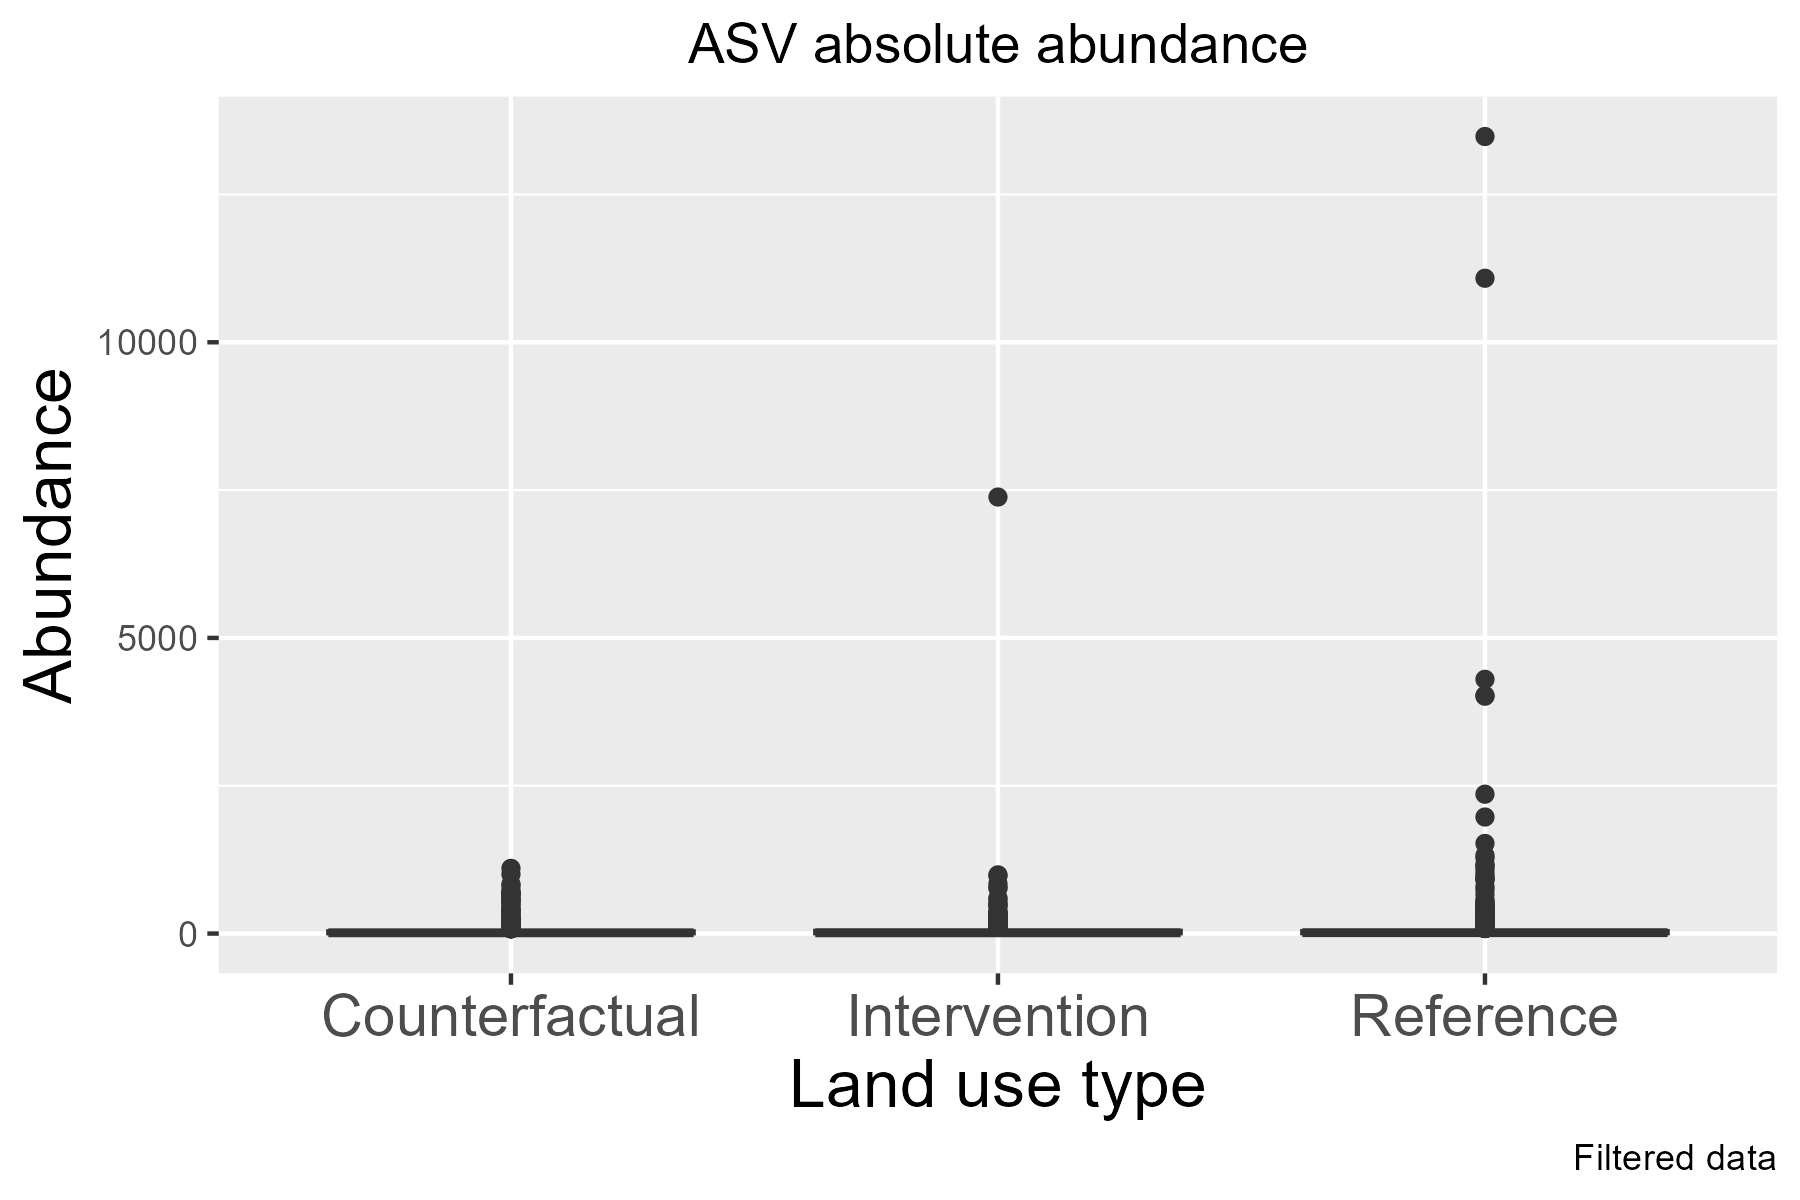 ASV absolute abundance
Abundance
10000
5000
0
Counterfactual Intervention Reference
Land use type
Filtered data